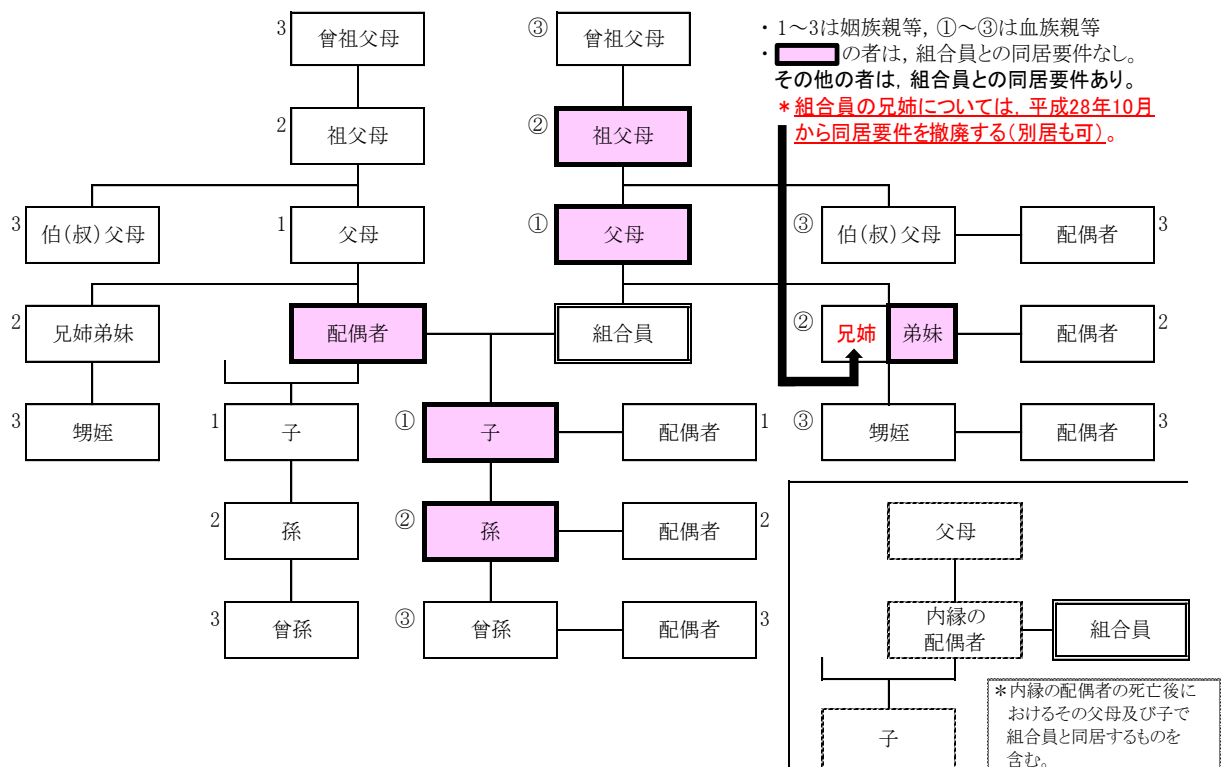 ・1～3は姻族親等，①～③は血族親等
・　　　の者は，組合員との同居要件なし。
その他の者は，組合員との同居要件あり。
＊組合員の兄姉については，平成28年10月
から同居要件を撤廃する（別居も可）。
3 曾祖父母 ③ 曾祖父母
2 祖父母 ② 祖父母
3 伯（叔）父母 1 父母 ① 父母 ③ 伯（叔）父母 配偶者 3
2 兄姉弟妹 配偶者 組合員 ② 兄姉 弟妹 配偶者 2
3 甥姪 1 子 ① 子 配偶者 1 ③ 甥姪 配偶者 3
2 孫 ② 孫 配偶者 2
3 曾孫 ③ 曾孫 配偶者 3
父母
内縁の
配偶者
組合員
子
＊内縁の配偶者の死亡後に
おけるその父母及び子で
組合員と同居するものを
含む。